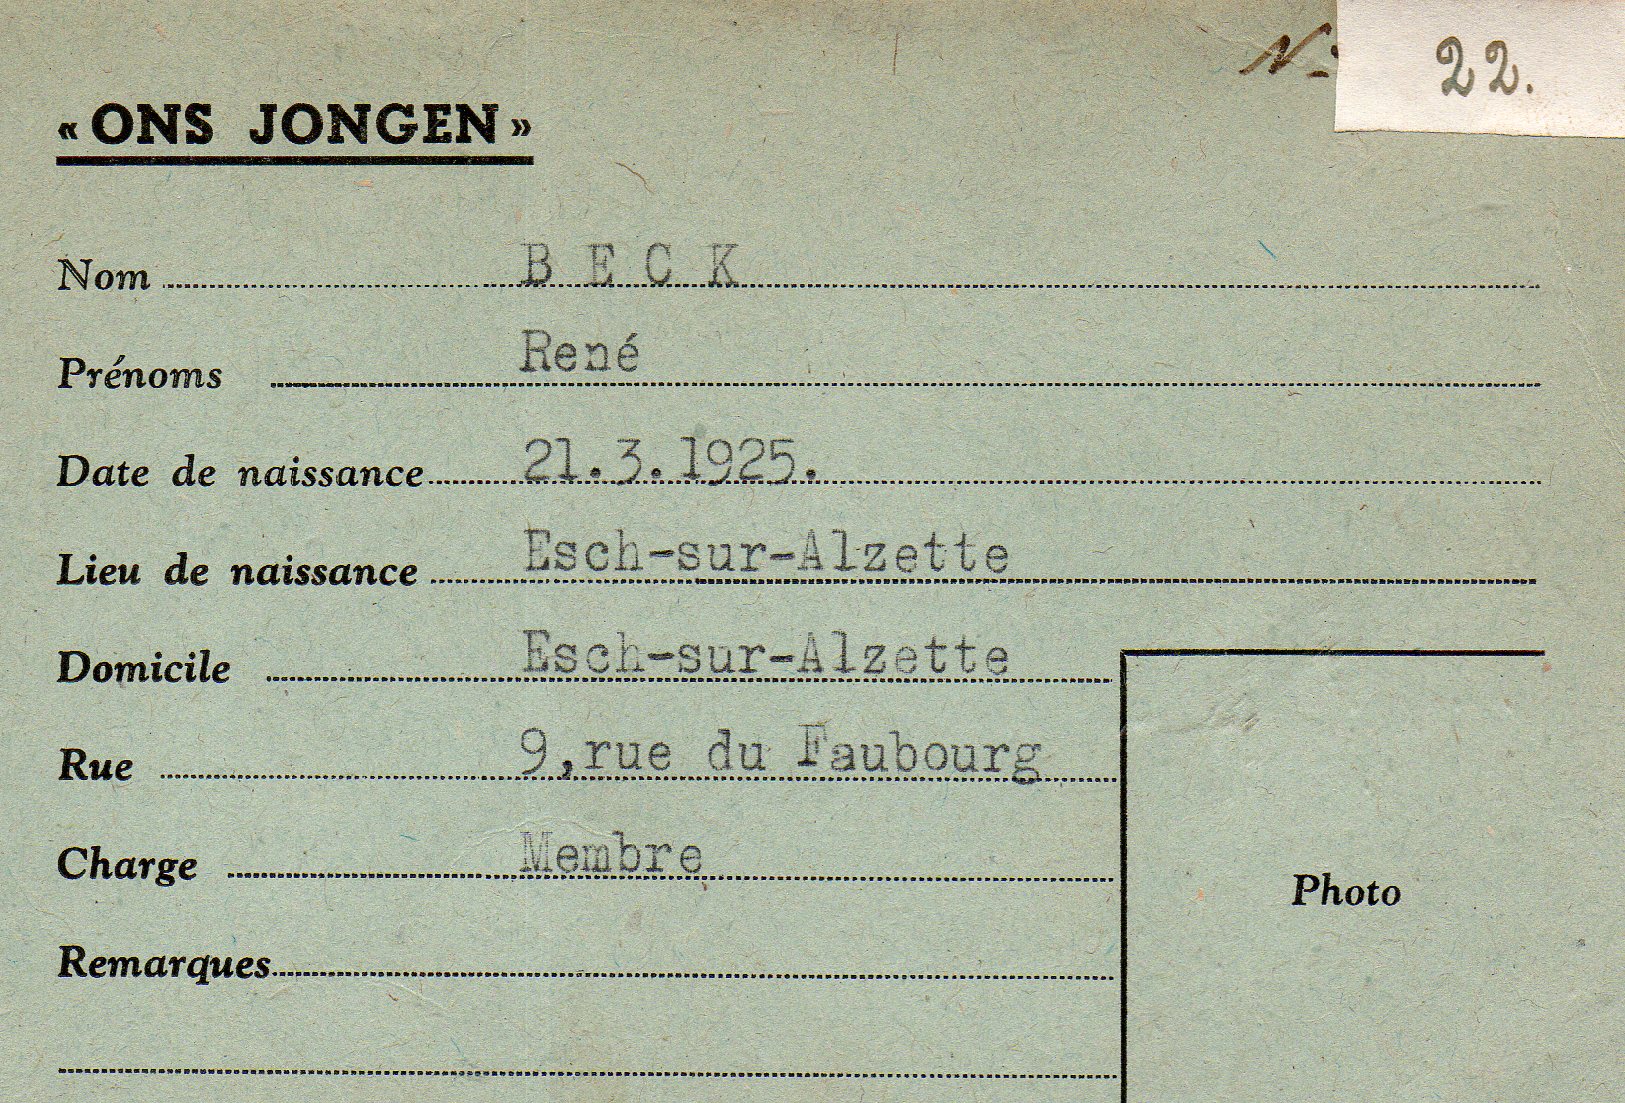 Nº 22.
« ONS JONGEN »
Nom B E C K
Prénoms René
Date de naissance 21.3.1925.
Lieu de naissance Esch-sur-Alzette
Domicile Esch-sur-Alzette
Rue 9,rue du Faubourg
Charge Membre
Photo
Remarques